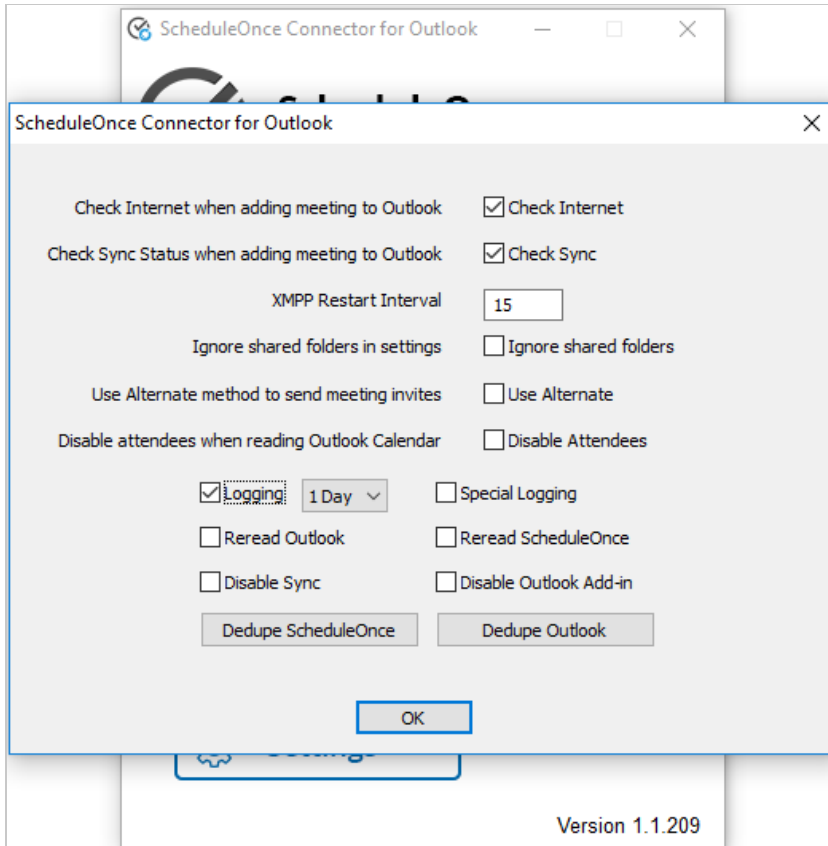 ScheduleOnce Connector for Outlook
ScheduleOnce Connector for Outlook
Check Internet when adding meeting to Outlook Check Internet
Check Sync Status when adding meeting to Outlook Check Sync
XMPP Restart Interval 15
Ignore shared folders in settings Ignore shared folders
Use Alternate method to send meeting invites Use Alternate
Disable attendees when reading Outlook Calendar Disable Attendees
Logging 1 Day Special Logging
Reread Outlook Reread ScheduleOnce
Disable Sync Disable Outlook Add-in
Dedupe ScheduleOnce Dedupe Outlook
OK
Version 1.1.209